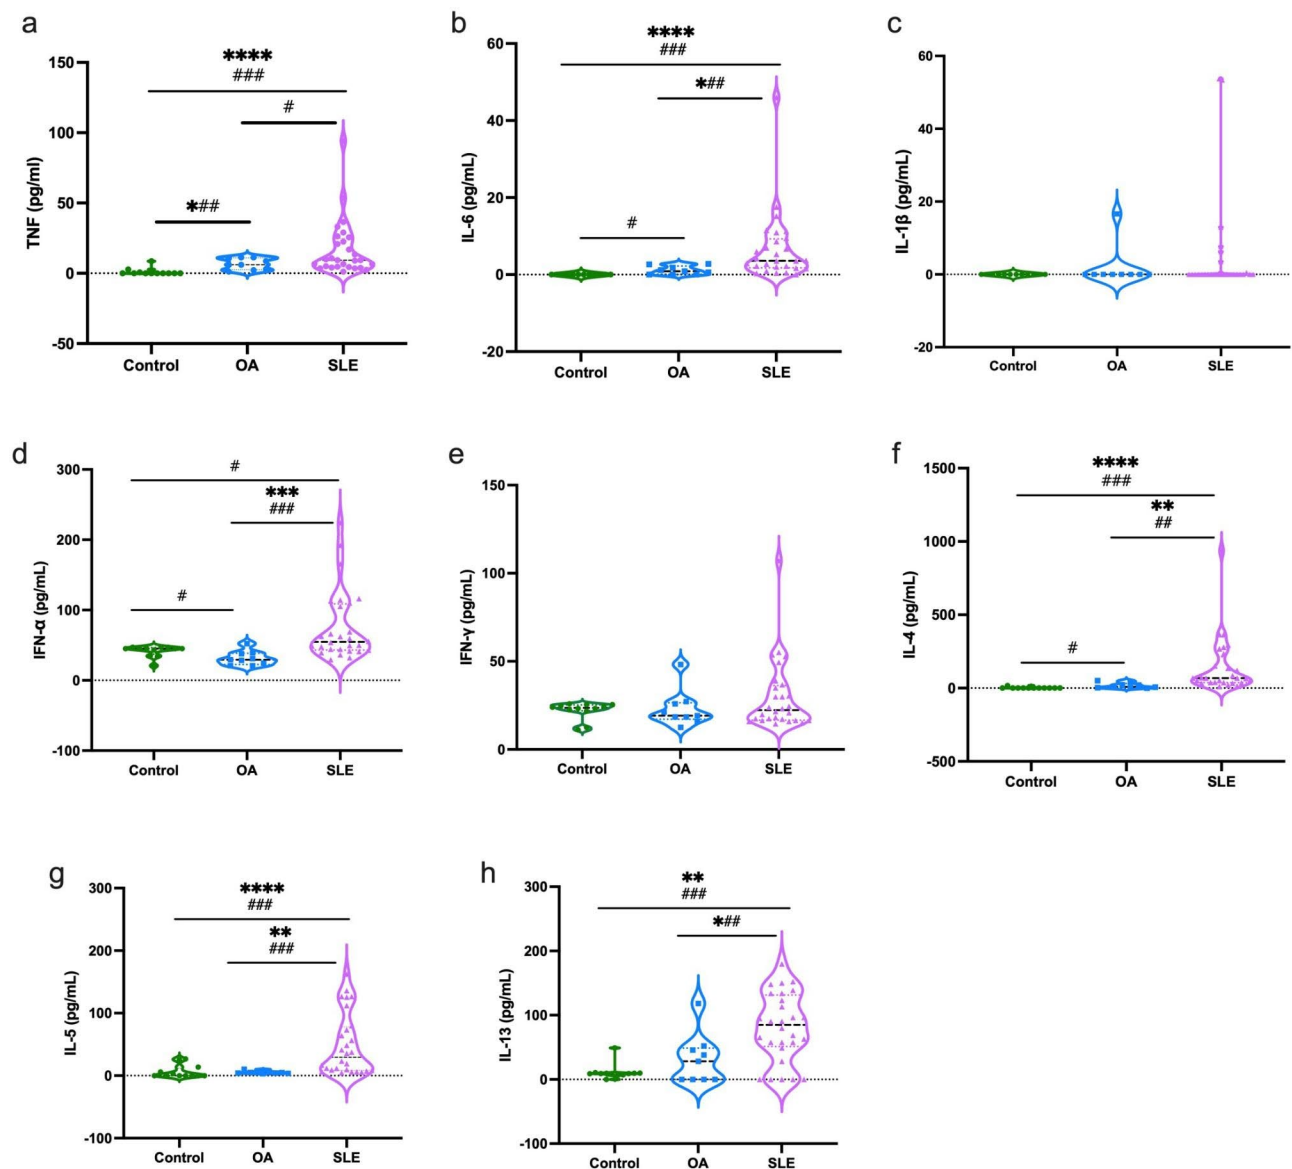 a
TNF (pg/ml)
150
100
50
0
-50
****
###
#
*##
Control OA SLE
b
IL-6 (pg/mL)
60
40
20
0
-20
****
###
*##
#
Control OA SLE
c
IL-1β (pg/mL)
60
40
20
0
-20
Control OA SLE
d
IFN-α (pg/mL)
300
200
100
0
-100
#
***
###
#
Control OA SLE
e
IFN-γ (pg/mL)
150
100
50
0
Control OA SLE
f
IL-4 (pg/mL)
1500
1000
500
0
-500
****
###
**
##
#
Control OA SLE
g
IL-5 (pg/mL)
300
200
100
0
-100
****
###
**
###
Control OA SLE
h
IL-13 (pg/mL)
300
200
100
0
-100
**
###
*##
Control OA SLE